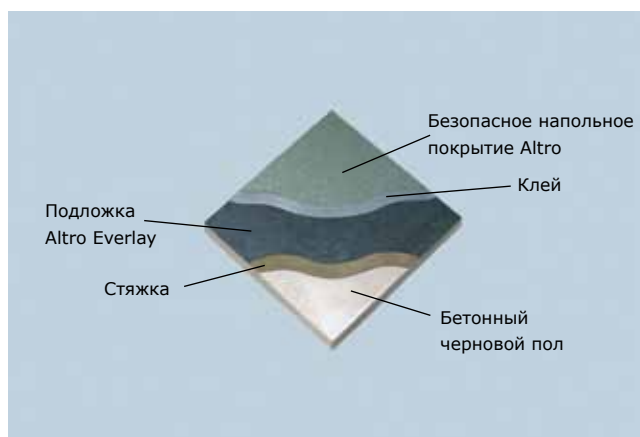 Безопасное напольное
покрытие Altro
Клей
Подложка
Altro Everlay
Стяжка
Бетонный
черновой пол